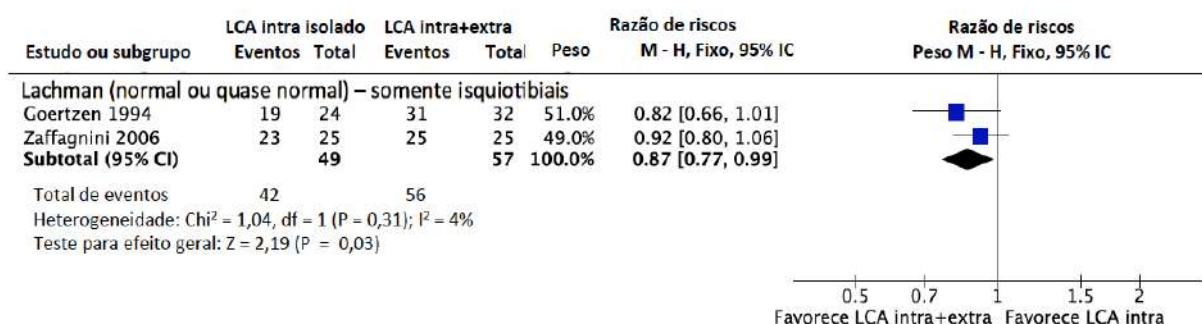 LCA intra isolado LCA intra+extra Razão de riscos Razão de riscos
Estudo ou subgrupo Eventos Total Eventos Total Peso M - H, Fixo, 95% IC Peso M - H, Fixo, 95% IC
Lachman (normal ou quase normal) – somente isquiotibiais
Goertzen 1994 19 24 31 32 51.0% 0.82 [0.66, 1.01]
Zaffagnini 2006 23 25 25 25 49.0% 0.92 [0.80, 1.06]
Subtotal (95% CI) 49 57 100.0% 0.87 [0.77, 0.99]
Total de eventos 42 56
Heterogeneidade: Chi² = 1,04, df = 1 (P = 0,31); I² = 4%
Teste para efeito geral: Z = 2,19 (P = 0,03)
0.5 0.7 1 1.5 2
Favorece LCA intra+extra Favorece LCA intra